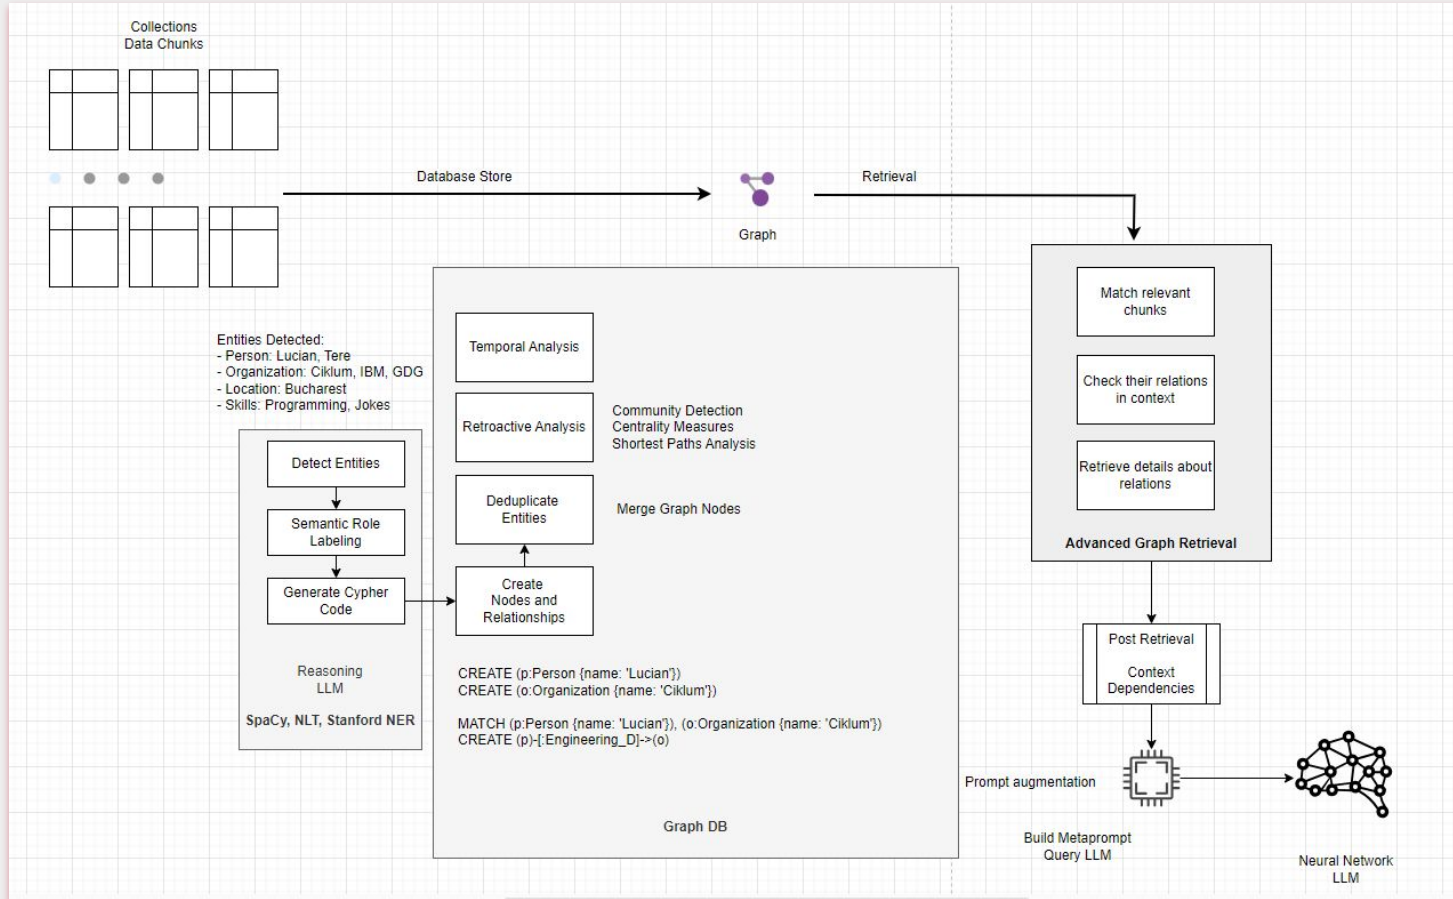 Collections
Data Chunks
Database Store
Graph
Retrieval
Match relevant
chunks
Check their relations
in context
Retrieve details about
relations
Advanced Graph Retrieval
Entities Detected:
- Person: Lucian, Tere
- Organization: Ciklum, IBM, GDG
- Location: Bucharest
- Skills: Programming, Jokes
Detect Entities
Semantic Role
Labeling
Generate Cypher
Code
Reasoning
LLM
SpaCy, NLT, Stanford NER
Temporal Analysis
Retroactive Analysis
Community Detection
Centrality Measures
Shortest Paths Analysis
Deduplicate
Entities
Merge Graph Nodes
Create
Nodes and
Relationships
CREATE (p:Person {name: 'Lucian'})
CREATE (o:Organization {name: 'Ciklum'})
MATCH (p:Person {name: 'Lucian'}), (o:Organization {name: 'Ciklum'})
CREATE (p)-[:Engineering_D]->(o)
Graph DB
Post Retrieval
Context
Dependencies
Prompt augmentation
Build Metaprompt
Query LLM
Neural Network
LLM